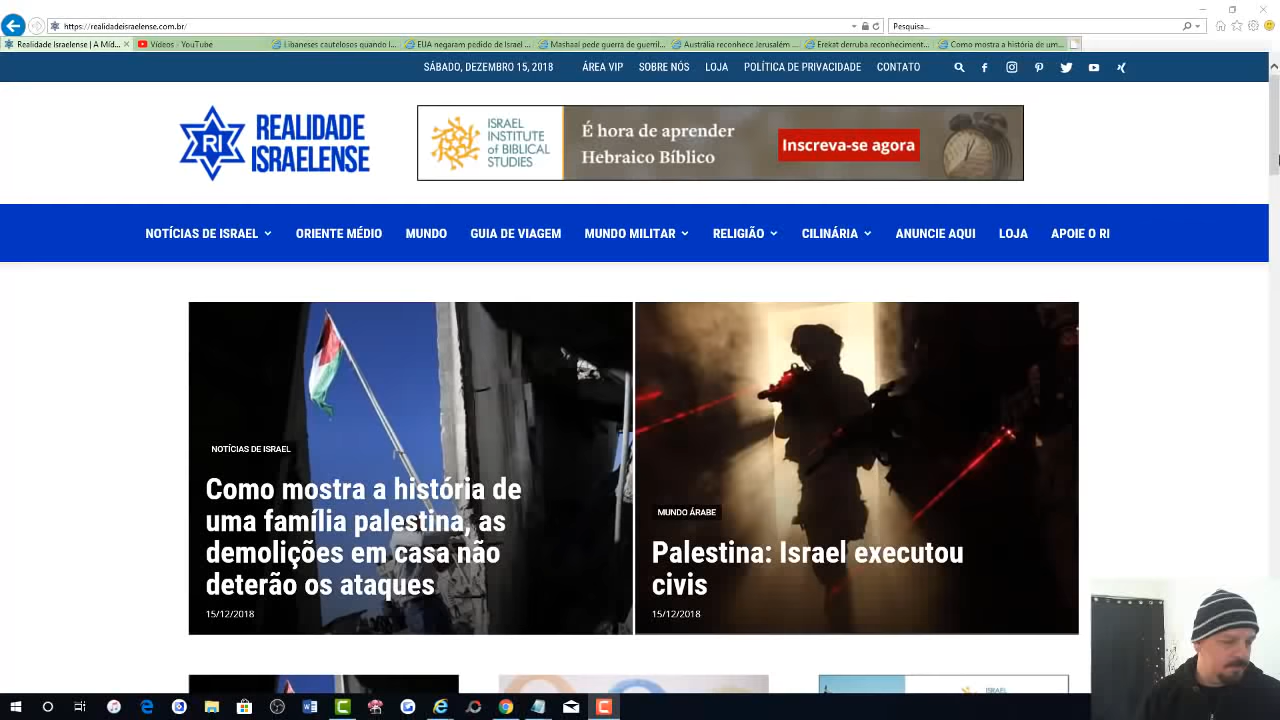 https://realidadeisraelense.com.br/
Pesquisa...
Realidade Israelense | A Míd...
Vídeos - YouTube
Libaneses cautelosos quando I...
EUA negaram pedido de Israel ...
Mashaal pede guerra de guerril...
Austrália reconhece Jerusalém ...
Erekat derruba reconheciment...
Como mostra a história de um...
SÁBADO, DEZEMBRO 15, 2018
ÁREA VIP
SOBRE NÓS
LOJA
POLÍTICA DE PRIVACIDADE
CONTATO
RI
REALIDADE
ISRAELENSE
ISRAEL
INSTITUTE
of BIBLICAL
STUDIES
É hora de aprender
Hebraico Bíblico
Inscreva-se agora
NOTÍCIAS DE ISRAEL
ORIENTE MÉDIO
MUNDO
GUIA DE VIAGEM
MUNDO MILITAR
RELIGIÃO
CILINÁRIA
ANUNCIE AQUI
LOJA
APOIE O RI
NOTÍCIAS DE ISRAEL
Como mostra a história de
uma família palestina, as
demolições em casa não
deterão os ataques
15/12/2018
MUNDO ÁRABE
Palestina: Israel executou
civis
15/12/2018
ISRAEL